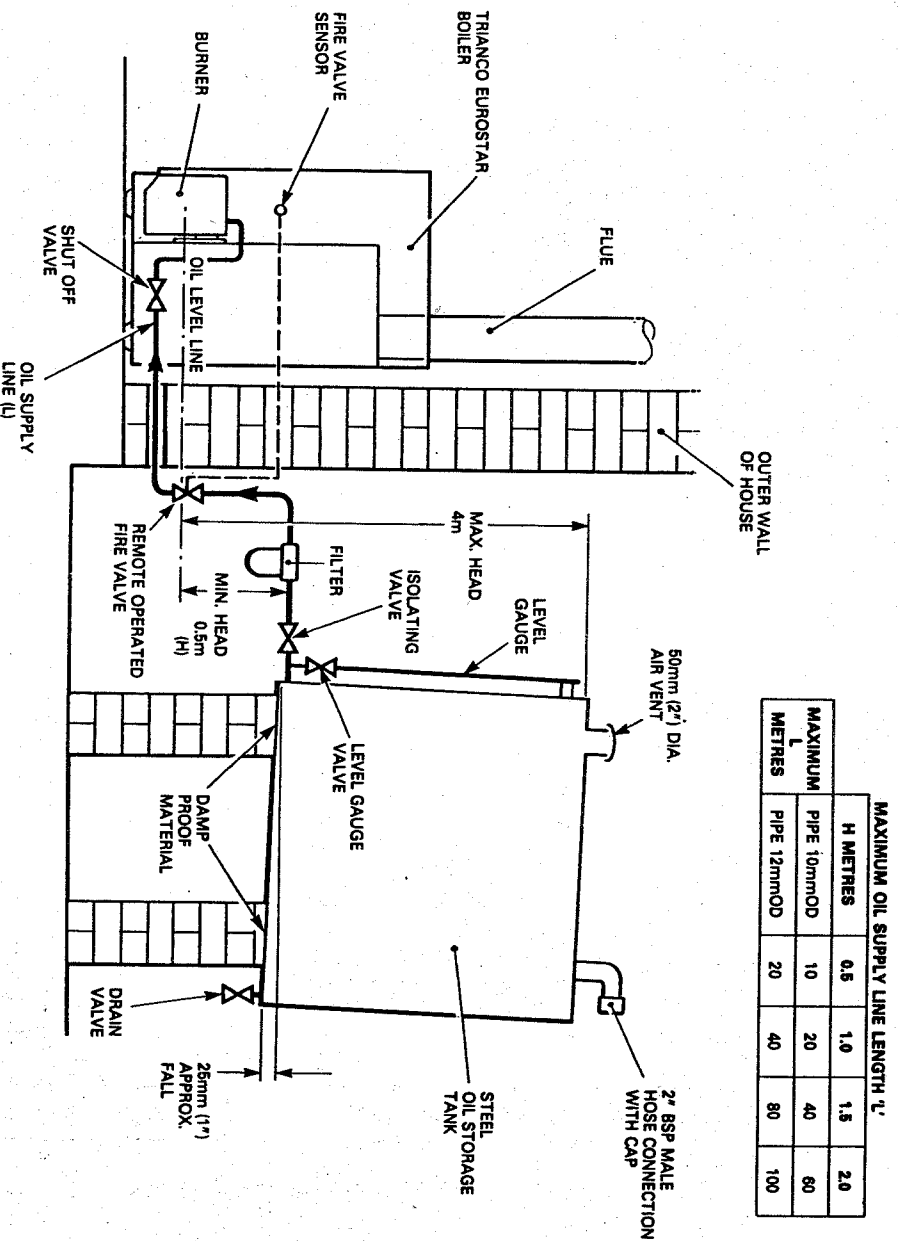 MAXIMUM OIL SUPPLY LINE LENGTH 'L'
H METRES 0.5 1.0 1.5 2.0
MAXIMUM
L
METRES
PIPE 10mmOD 10 20 40 60
PIPE 12mmOD 20 40 80 100
TRIANCO EUROSTAR
BOILER
FLUE
OUTER WALL
OF HOUSE
50mm (2") DIA.
AIR VENT
2" BSP MALE
HOSE CONNECTION
WITH CAP
FIRE VALVE
SENSOR
MAX. HEAD
4m
LEVEL
GAUGE
STEEL
OIL STORAGE
TANK
BURNER
ISOLATING
VALVE
FILTER
LEVEL GAUGE
VALVE
OIL LEVEL LINE
MIN. HEAD
0.5m
(H)
DAMP
PROOF
MATERIAL
25mm (1")
APPROX.
FALL
SHUT OFF
VALVE
REMOTE OPERATED
FIRE VALVE
DRAIN
VALVE
OIL SUPPLY
LINE (L)